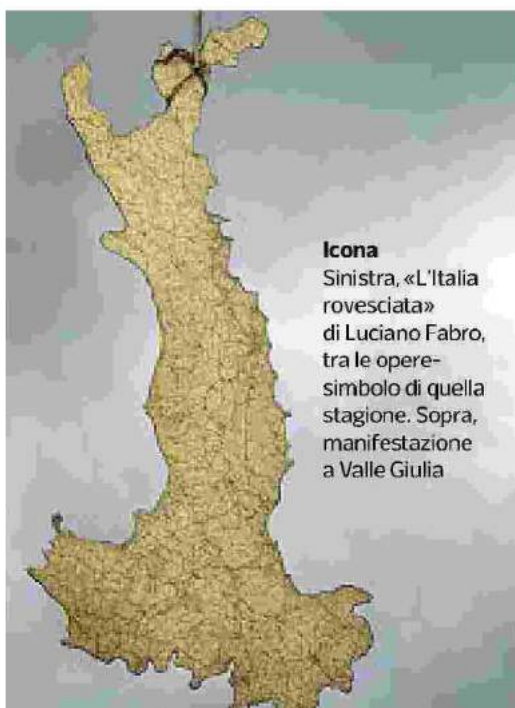 Icona
Sinistra, «L'Italia
rovesciata»
di Luciano Fabro,
tra le opere-
simbolo di quella
stagione. Sopra,
manifestazione
a Valle Giulia